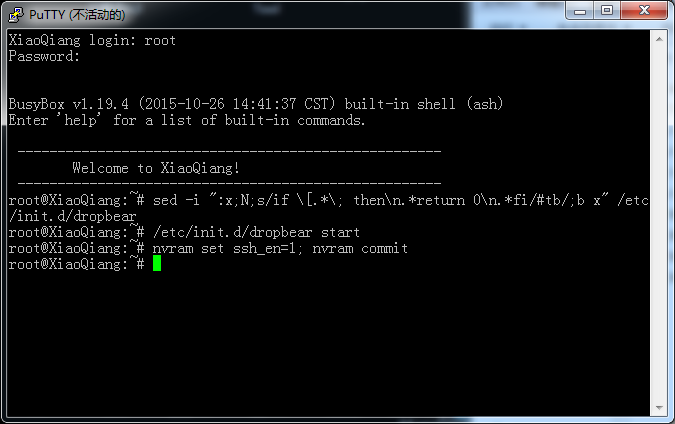 PuTTY (不活动的)
XiaoQiang login: root
Password:
BusyBox v1.19.4 (2015-10-26 14:41:37 CST) built-in shell (ash)
Enter 'help' for a list of built-in commands.
-----------------------------------------------------
Welcome to XiaoQiang!
-----------------------------------------------------
root@XiaoQiang:~# sed -i ":x;N;s/if \[.*\; then\n.*return 0\n.*fi/#tb/;b x" /etc
/init.d/dropbear
root@XiaoQiang:~# /etc/init.d/dropbear start
root@XiaoQiang:~# nvram set ssh_en=1; nvram commit
root@XiaoQiang:~#